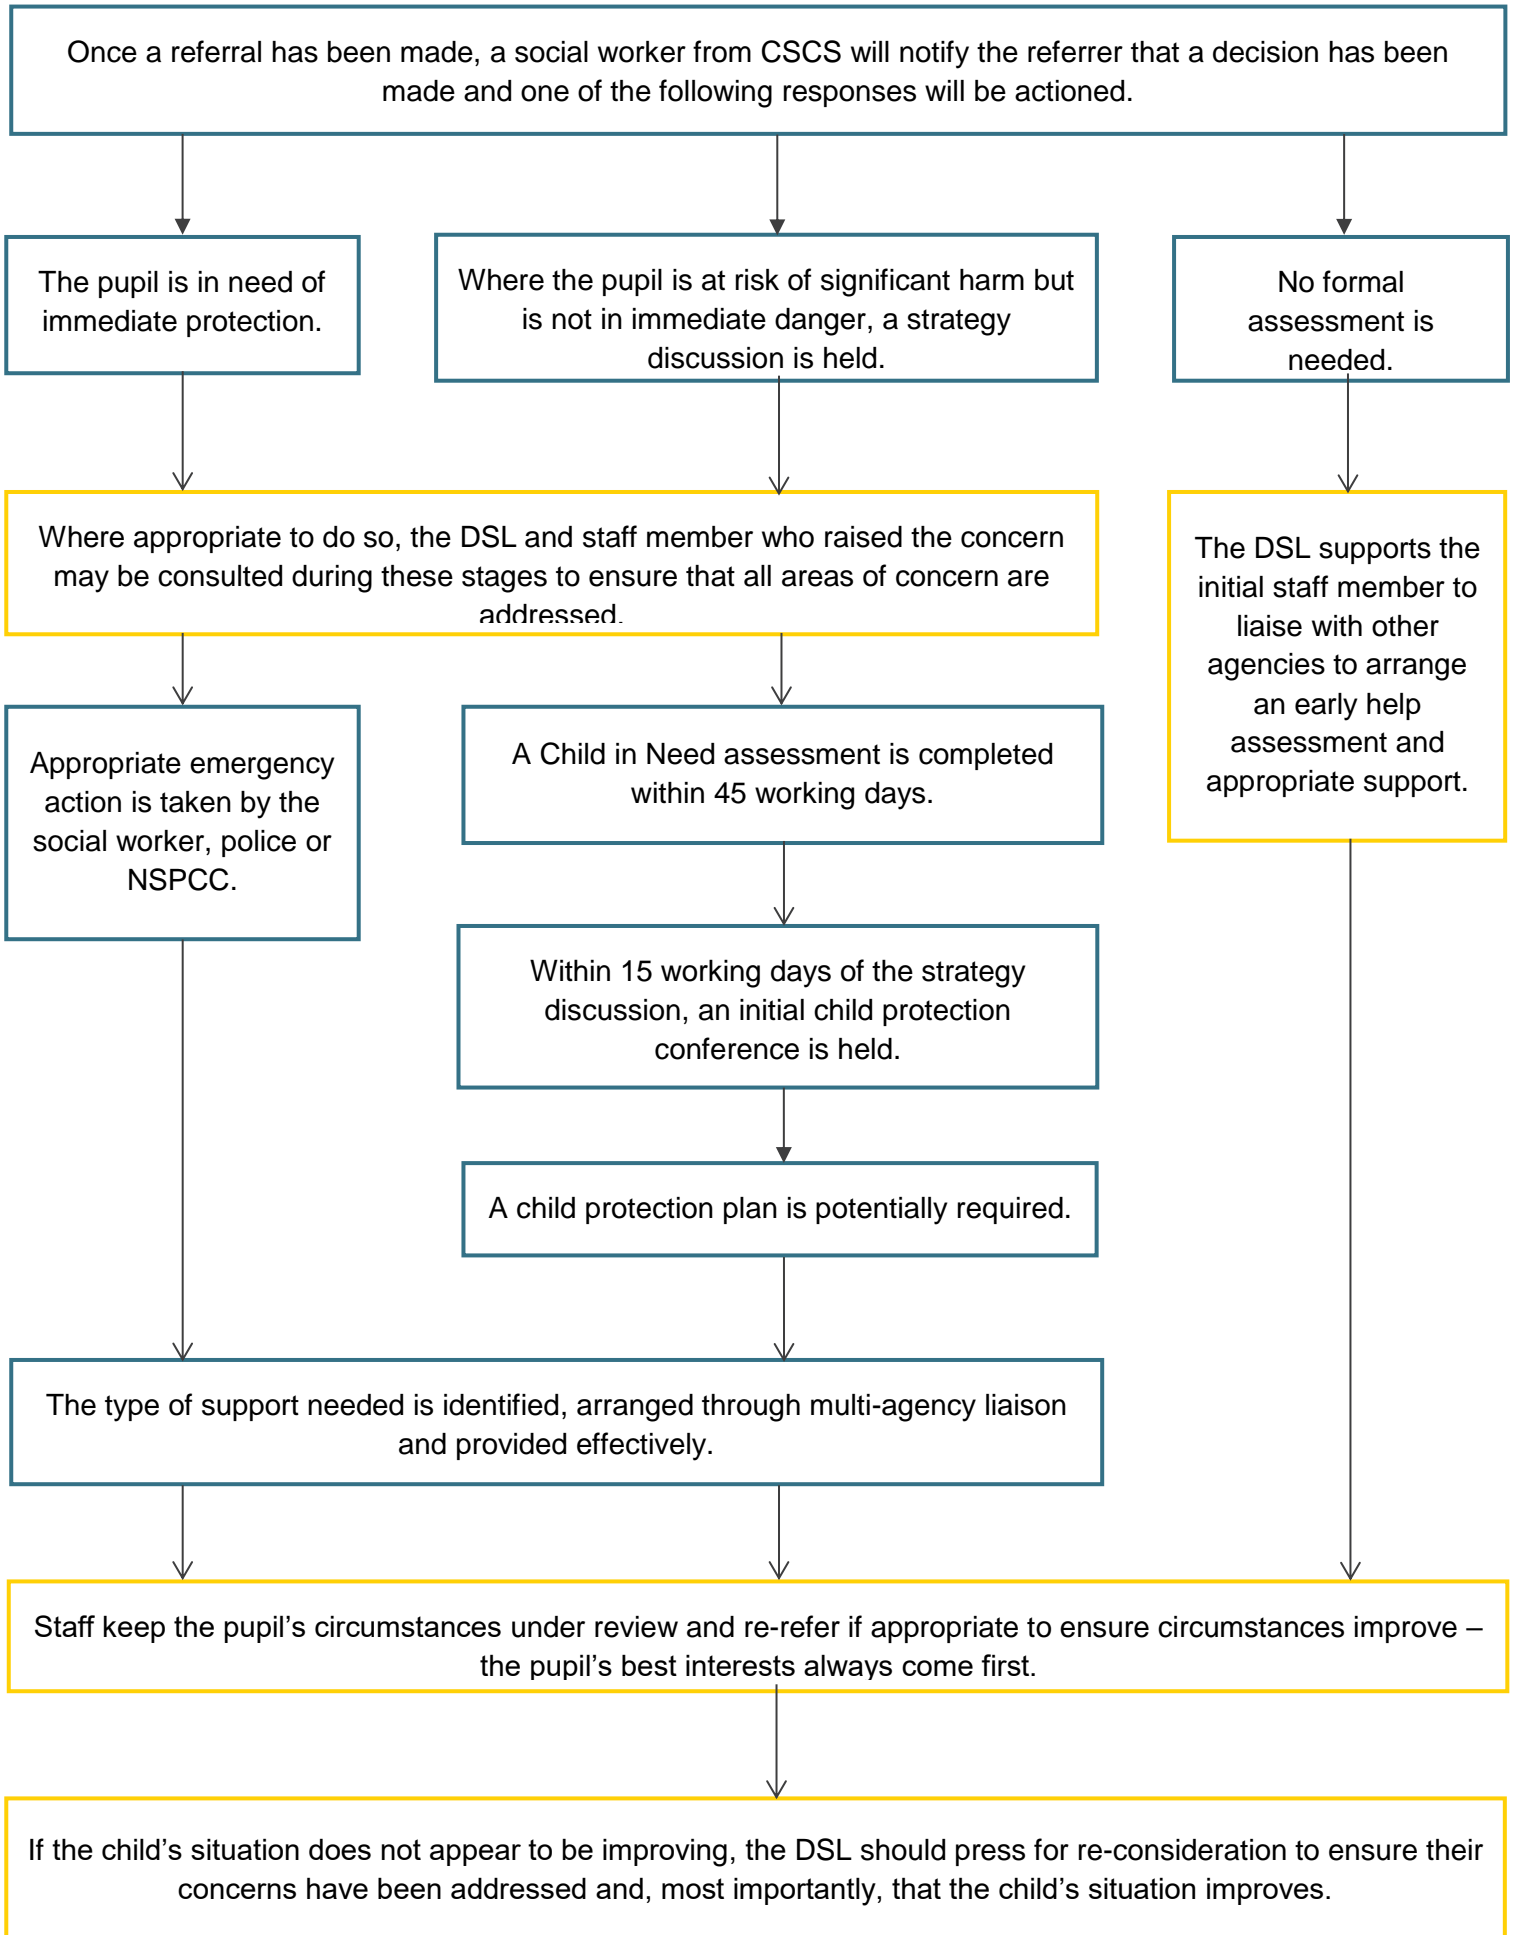 Once a referral has been made, a social worker from CSCS will notify the referrer that a decision has been
made and one of the following responses will be actioned.
The pupil is in need of
immediate protection.
Where the pupil is at risk of significant harm but
is not in immediate danger, a strategy
discussion is held.
No formal
assessment is
needed.
Where appropriate to do so, the DSL and staff member who raised the concern
may be consulted during these stages to ensure that all areas of concern are
addressed.
The DSL supports the
initial staff member to
liaise with other
agencies to arrange
an early help
assessment and
appropriate support.
Appropriate emergency
action is taken by the
social worker, police or
NSPCC.
A Child in Need assessment is completed
within 45 working days.
Within 15 working days of the strategy
discussion, an initial child protection
conference is held.
A child protection plan is potentially required.
The type of support needed is identified, arranged through multi-agency liaison
and provided effectively.
Staff keep the pupil’s circumstances under review and re-refer if appropriate to ensure circumstances improve –
the pupil’s best interests always come first.
If the child’s situation does not appear to be improving, the DSL should press for re-consideration to ensure their
concerns have been addressed and, most importantly, that the child’s situation improves.